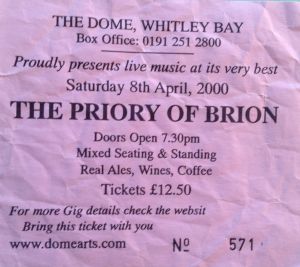 THE DOME, WHITLEY BAY
Box Office: 0191 251 2800
Proudly presents live music at its very best
Saturday 8th April, 2000
THE PRIORY OF BRION
Doors Open 7.30pm
Mixed Seating & Standing
Real Ales, Wines, Coffee
Tickets £12.50
For more Gig details check the websit
Bring this ticket with you
www.domearts.com
Nº 571